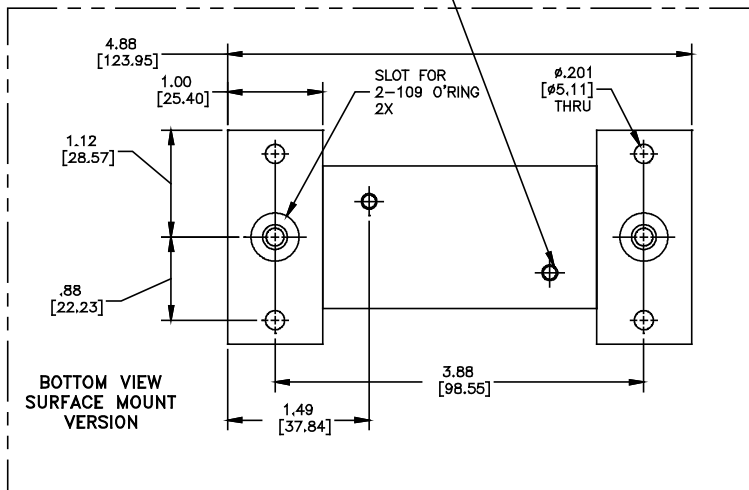 4.88
[123.95]
1.00
[25.40]
SLOT FOR
2-109 O'RING
2X
ø.201
[ø5.11]
THRU
1.12
[28.57]
.88
[22.23]
BOTTOM VIEW
SURFACE MOUNT
VERSION
3.88
[98.55]
1.49
[37.84]